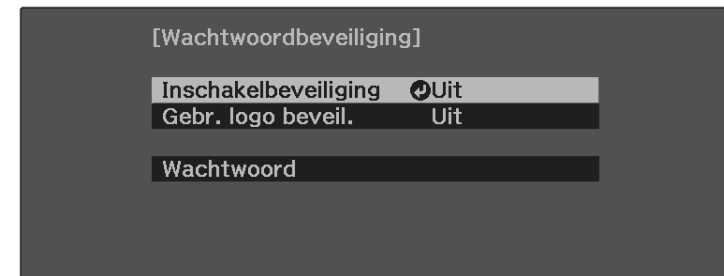 [Wachtwoordbeveiliging]
Inschakelbeveiliging Uit
Gebr. logo beveil. Uit
Wachtwoord